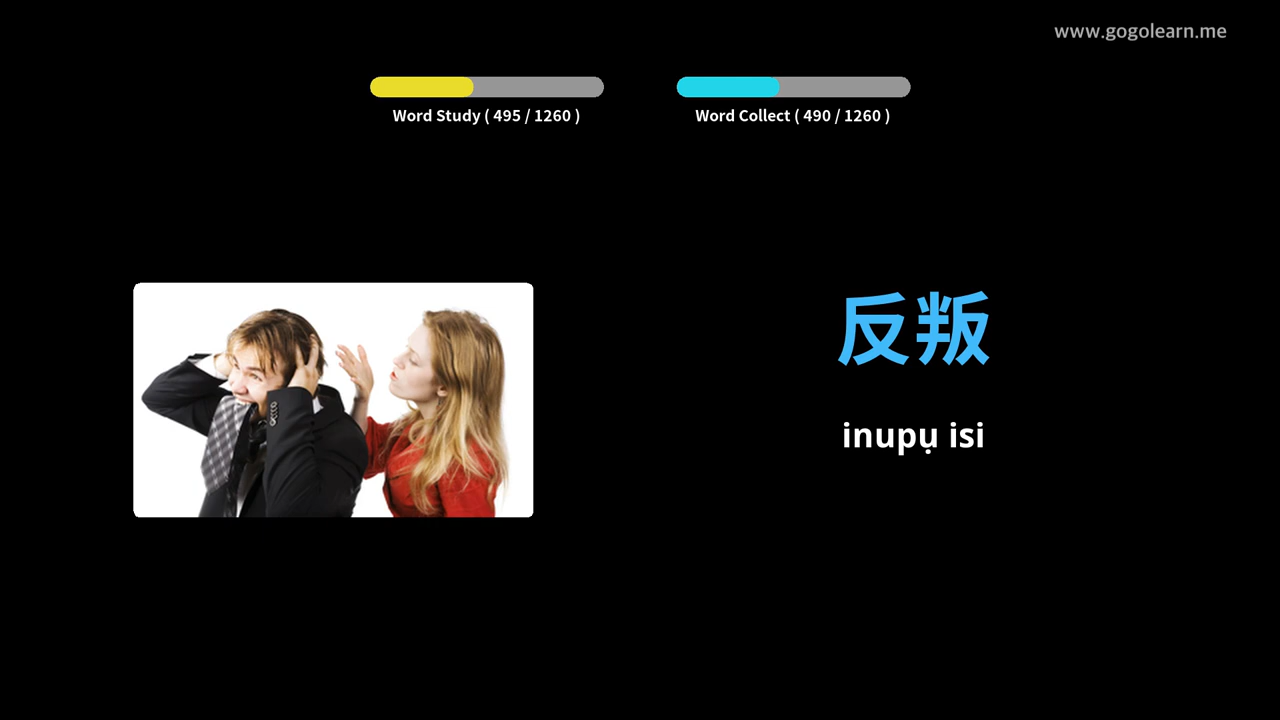 www.gogolearn.me
Word Study ( 495 / 1260 )
Word Collect ( 490 / 1260 )
反叛
inupụ isi